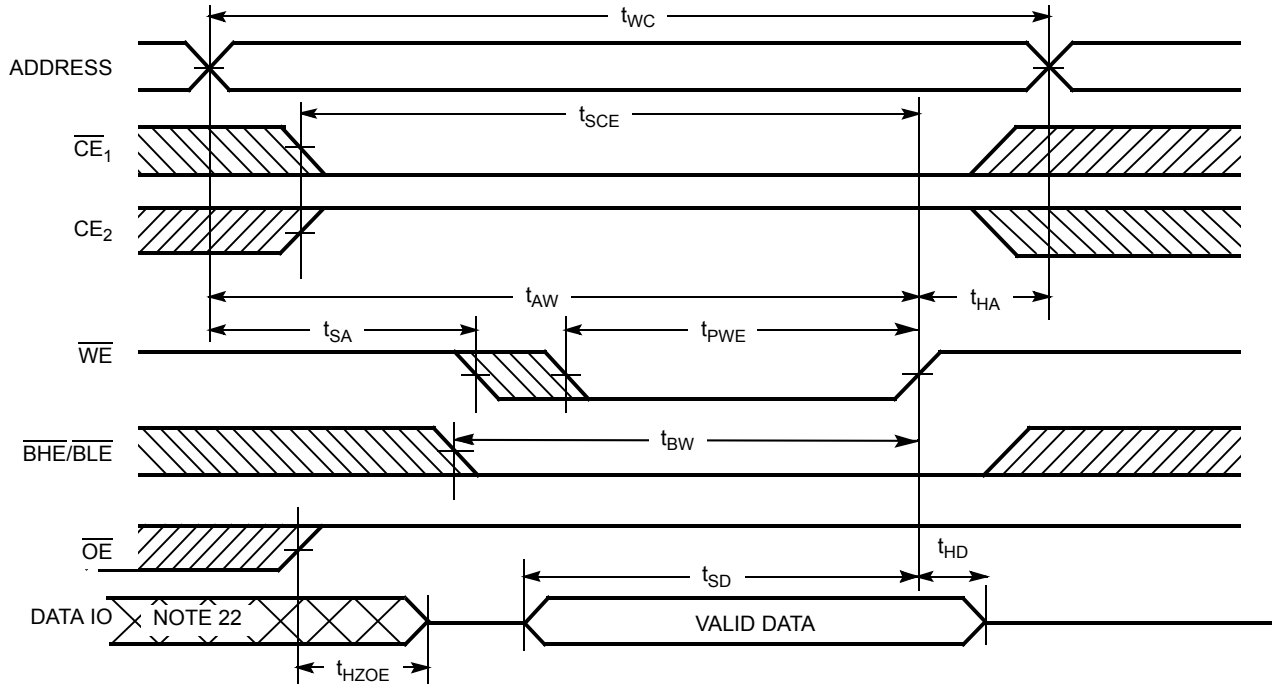 tWC
ADDRESS
tSCE
CE1
CE2
tAW
tHA
tSA
tPWE
WE
tBW
BHE/BLE
OE
tHD
tSD
DATA IO
NOTE 22
VALID DATA
tHZOE